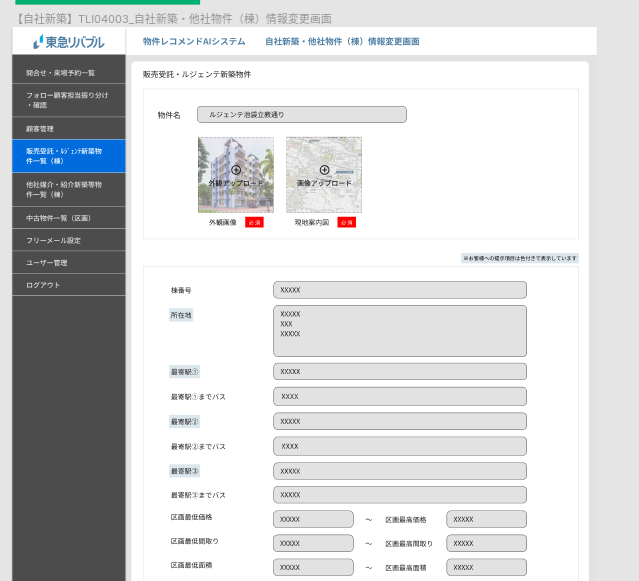 【自社新築】TLI04003_自社新築・他社物件（棟）情報変更画面
東急リバブル
物件レコメンドAIシステム　自社新築・他社物件（棟）情報変更画面
問合せ・来場予約一覧
フォロー顧客担当振り分け
・確認
顧客管理
販売受託・ﾙｼﾞｪﾝﾃ新築物
件一覧（棟）
他社媒介・紹介新築等物
件一覧（棟）
中古物件一覧（区画）
フリーメール設定
ユーザー管理
ログアウト
販売受託・ルジェンテ新築物件
物件名　ルジェンテ池袋立教通り
外観アップロード　画像アップロード
外観画像　必須　現地案内図　必須
※お客様への提示項目は色付きで表示しています
棟番号　XXXXX
所在地　XXXXX
XXX
XXXXX
最寄駅①　XXXXX
最寄駅①までバス　XXXX
最寄駅②　XXXXX
最寄駅②までバス　XXXX
最寄駅③　XXXXX
最寄駅③までバス　XXXXX
区画最低価格　XXXXX　～　区画最高価格　XXXXX
区画最低間取り　XXXXX　～　区画最高間取り　XXXXX
区画最低面積　XXXXX　～　区画最高面積　XXXXX